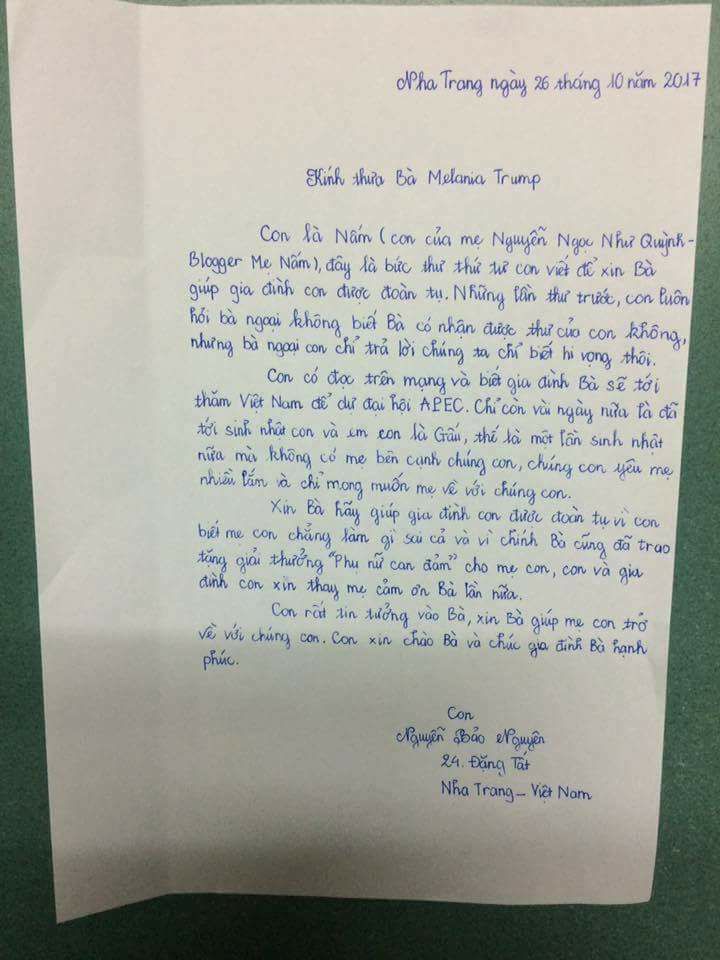 Nha Trang ngày 26 tháng 10 năm 2017
Kính thưa Bà Melania Trump
Con là Nấm (con của mẹ Nguyễn Ngọc Như Quỳnh-
Blogger Mẹ Nấm), đây là bức thư thứ tư con viết để xin Bà
giúp gia đình con được đoàn tụ. Những lần thư trước, con luôn
hỏi bà ngoại không biết Bà có nhận được thư của con không,
nhưng bà ngoại con chỉ trả lời chúng ta chỉ biết hi vọng thôi.
Con có đọc trên mạng và biết gia đình Bà sẽ tới
thăm Việt Nam để dự đại hội APEC. Chỉ còn vài ngày nữa là đã
tới sinh nhật con và em con là Gấu, thế là một lần sinh nhật
nữa mà không có mẹ bên cạnh chúng con, chúng con yêu mẹ
nhiều lắm và chỉ mong muốn mẹ về với chúng con.
Xin Bà hãy giúp gia đình con được đoàn tụ vì con
biết mẹ con chẳng làm gì sai cả và vì chính Bà cũng đã trao
tặng giải thưởng "Phụ nữ can đảm" cho mẹ con, con và gia
đình con xin thay mẹ cảm ơn Bà lần nữa.
Con rất tin tưởng vào Bà, xin Bà giúp mẹ con trở
về với chúng con. Con xin chào Bà và chúc gia đình Bà hạnh
phúc.
Con
Nguyễn Bảo Nguyên
24. Đặng Tất
Nha Trang - Việt Nam